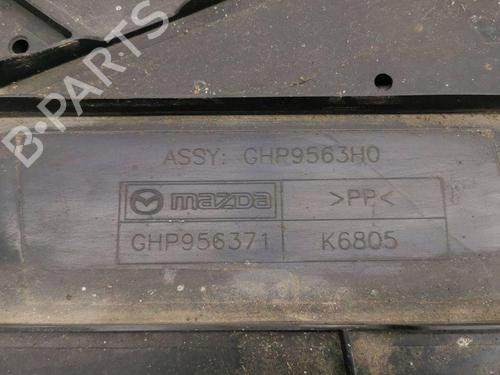 B-PARTS
ASSY: GHP9563H0
mazda >PP<
GHP956371 K6805